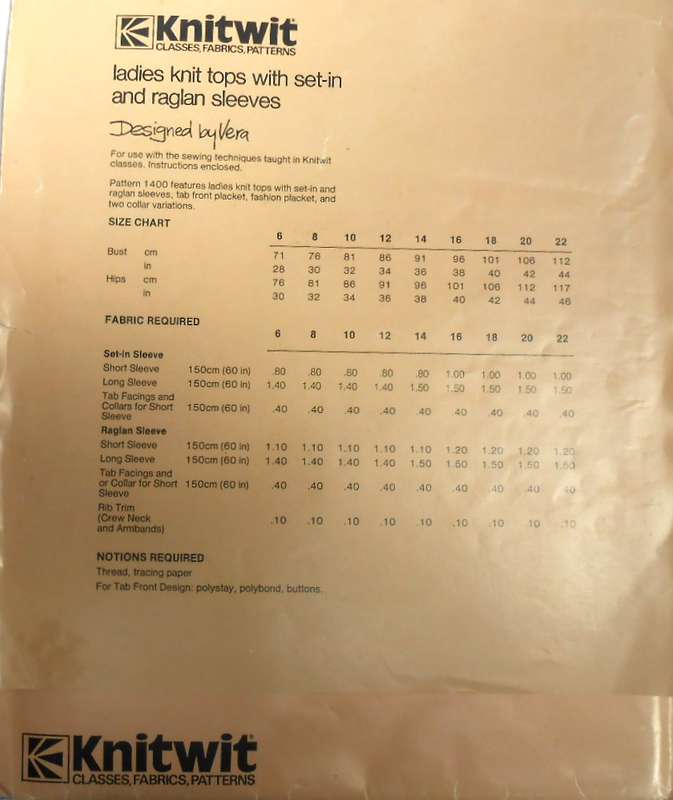 Knitwit
CLASSES, FABRICS, PATTERNS
ladies knit tops with set-in
and raglan sleeves
Designed by Vera
For use with the sewing techniques taught in Knitwit
classes. Instructions enclosed.
Pattern 1400 features ladies knit tops with set-in and
raglan sleeves, tab front placket, fashion placket, and
two collar variations.
SIZE CHART
6 8 10 12 14 16 18 20 22
Bust cm 71 76 81 86 91 96 101 106 112
in 28 30 32 34 36 38 40 42 44
Hips cm 76 81 86 91 96 101 106 112 117
in 30 32 34 36 38 40 42 44 46
FABRIC REQUIRED
6 8 10 12 14 16 18 20 22
Set-in Sleeve
Short Sleeve 150cm (60 in) .80 .80 .80 .80 .80 1.00 1.00 1.00 1.00
Long Sleeve 150cm (60 in) 1.40 1.40 1.40 1.40 1.50 1.50 1.50 1.50 1.50
Tab Facings and
Collars for Short 150cm (60 in) .40 .40 .40 .40 .40 .40 .40 .40 .40
Sleeve
Raglan Sleeve
Short Sleeve 150cm (60 in) 1.10 1.10 1.10 1.10 1.10 1.20 1.20 1.20 1.20
Long Sleeve 150cm (60 in) 1.40 1.40 1.40 1.40 1.50 1.50 1.50 1.50 1.50
Tab Facings and
or Collar for Short 150cm (60 in) .40 .40 .40 .40 .40 .40 .40 .40 .40
Sleeve
Rib Trim
(Crew Neck .10 .10 .10 .10 .10 .10 .10 .10 .10
and Armbands)
NOTIONS REQUIRED
Thread, tracing paper
For Tab Front Design: polystay, polybond, buttons.
Knitwit
CLASSES, FABRICS, PATTERNS